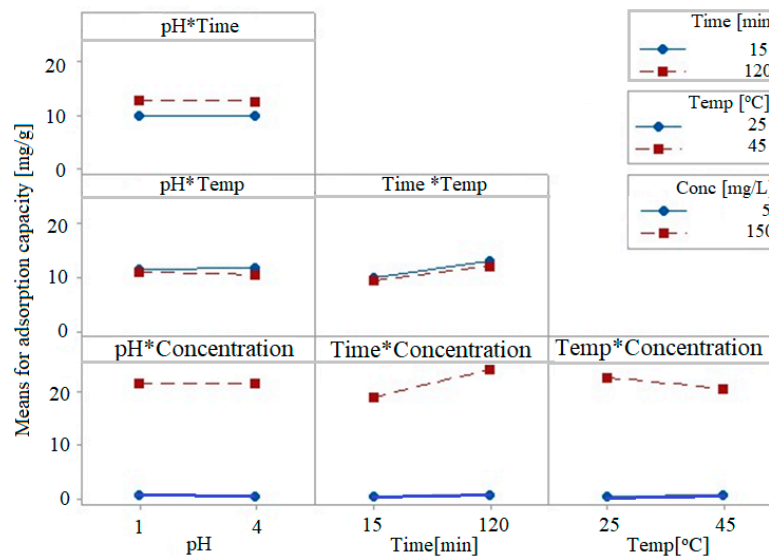 pH*Time
Time [min
15
120
20
10
0
Temp [°C]
25
45
pH*Temp
Time *Temp
Conc [mg/L]
5
150
20
10
0
pH*Concentration
Time*Concentration
Temp*Concentration
20
10
0
Means for adsorption capacity [mg/g]
1
4
15
120
25
45
pH
Time[min]
Temp[°C]